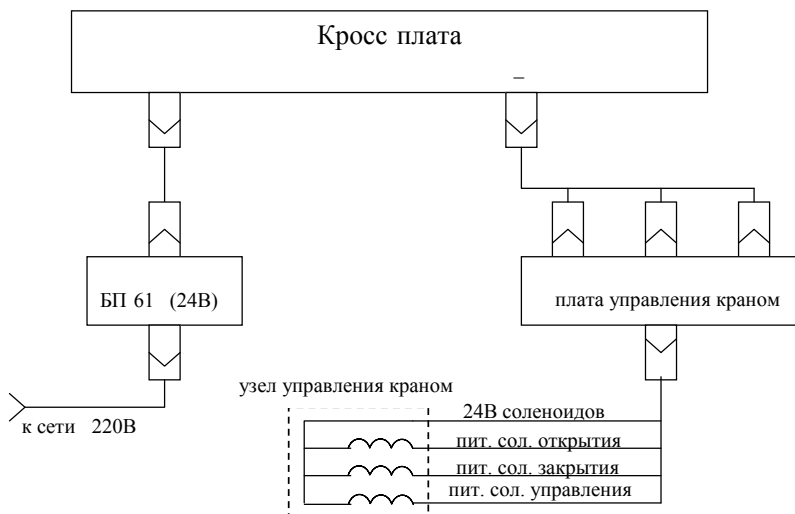 Кросс плата
–
БП 61 (24В)
плата управления краном
узел управления краном
к сети 220В
24В соленоидов
пит. сол. открытия
пит. сол. закрытия
пит. сол. управления